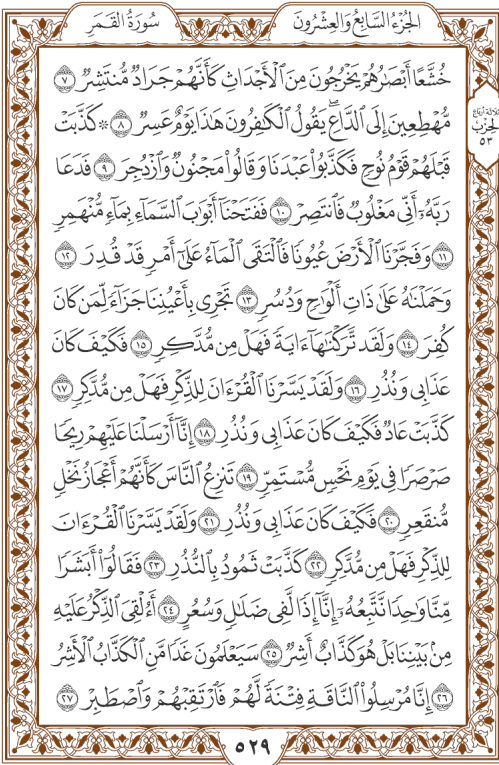 الجُزْءُ السَّابِعُ وَالعِشْرُونَ
سُورَةُ القَمَرِ
خُشَّعًا أَبْصَٰرُهُمْ يَخْرُجُونَ مِنَ ٱلْأَجْدَاثِ كَأَنَّهُمْ جَرَادٌ مُّنتَشِرٌ ٧
مُّهْطِعِينَ إِلَى ٱلدَّاعِ ۖ يَقُولُ ٱلْكَٰفِرُونَ هَٰذَا يَوْمٌ عَسِرٌ ٨ ۞ كَذَّبَتْ
قَبْلَهُمْ قَوْمُ نُوحٍ فَكَذَّبُوا۟ عَبْدَنَا وَقَالُوا۟ مَجْنُونٌ وَٱزْدُجِرَ ٩ فَدَعَا
رَبَّهُۥٓ أَنِّى مَغْلُوبٌ فَٱنتَصِرْ ١٠ فَفَتَحْنَآ أَبْوَٰبَ ٱلسَّمَآءِ بِمَآءٍ مُّنْهَمِرٍ
١١ وَفَجَّرْنَا ٱلْأَرْضَ عُيُونًا فَٱلْتَقَى ٱلْمَآءُ عَلَىٰٓ أَمْرٍ قَدْ قُدِرَ ١٢
وَحَمَلْنَٰهُ عَلَىٰ ذَاتِ أَلْوَٰحٍ وَدُسُرٍ ١٣ تَجْرِى بِأَعْيُنِنَا جَزَآءً لِّمَن كَانَ
كُفِرَ ١٤ وَلَقَد تَّرَكْنَٰهَآ ءَايَةً فَهَلْ مِن مُّدَّكِرٍ ١٥ فَكَيْفَ كَانَ
عَذَابِى وَنُذُرِ ١٦ وَلَقَدْ يَسَّرْنَا ٱلْقُرْءَانَ لِلذِّكْرِ فَهَلْ مِن مُّدَّكِرٍ ١٧
كَذَّبَتْ عَادٌ فَكَيْفَ كَانَ عَذَابِى وَنُذُرِ ١٨ إِنَّآ أَرْسَلْنَا عَلَيْهِمْ رِيحًا
صَرْصَرًا فِى يَوْمِ نَحْسٍ مُّسْتَمِرٍّ ١٩ تَنزِعُ ٱلنَّاسَ كَأَنَّهُمْ أَعْجَازُ نَخْلٍ
مُّنقَعِرٍ ٢٠ فَكَيْفَ كَانَ عَذَابِى وَنُذُرِ ٢١ وَلَقَدْ يَسَّرْنَا ٱلْقُرْءَانَ
لِلذِّكْرِ فَهَلْ مِن مُّدَّكِرٍ ٢٢ كَذَّبَتْ ثَمُودُ بِٱلنُّذُرِ ٢٣ فَقَالُوٓا۟ أَبَشَرًا
مِّنَّا وَٰحِدًا نَّتَّبِعُهُۥٓ إِنَّآ إِذًا لَّفِى ضَلَٰلٍ وَسُعُرٍ ٢٤ أَءُلْقِىَ ٱلذِّكْرُ عَلَيْهِ
مِنۢ بَيْنِنَا بَلْ هُوَ كَذَّابٌ أَشِرٌ ٢٥ سَيَعْلَمُونَ غَدًا مَّنِ ٱلْكَذَّابُ ٱلْأَشِرُ
٢٦ إِنَّا مُرْسِلُوا۟ ٱلنَّاقَةِ فِتْنَةً لَّهُمْ فَٱرْتَقِبْهُمْ وَٱصْطَبِرْ ٢٧
ثلاثة أرباع
الحزب
٥٣
٥٢٩